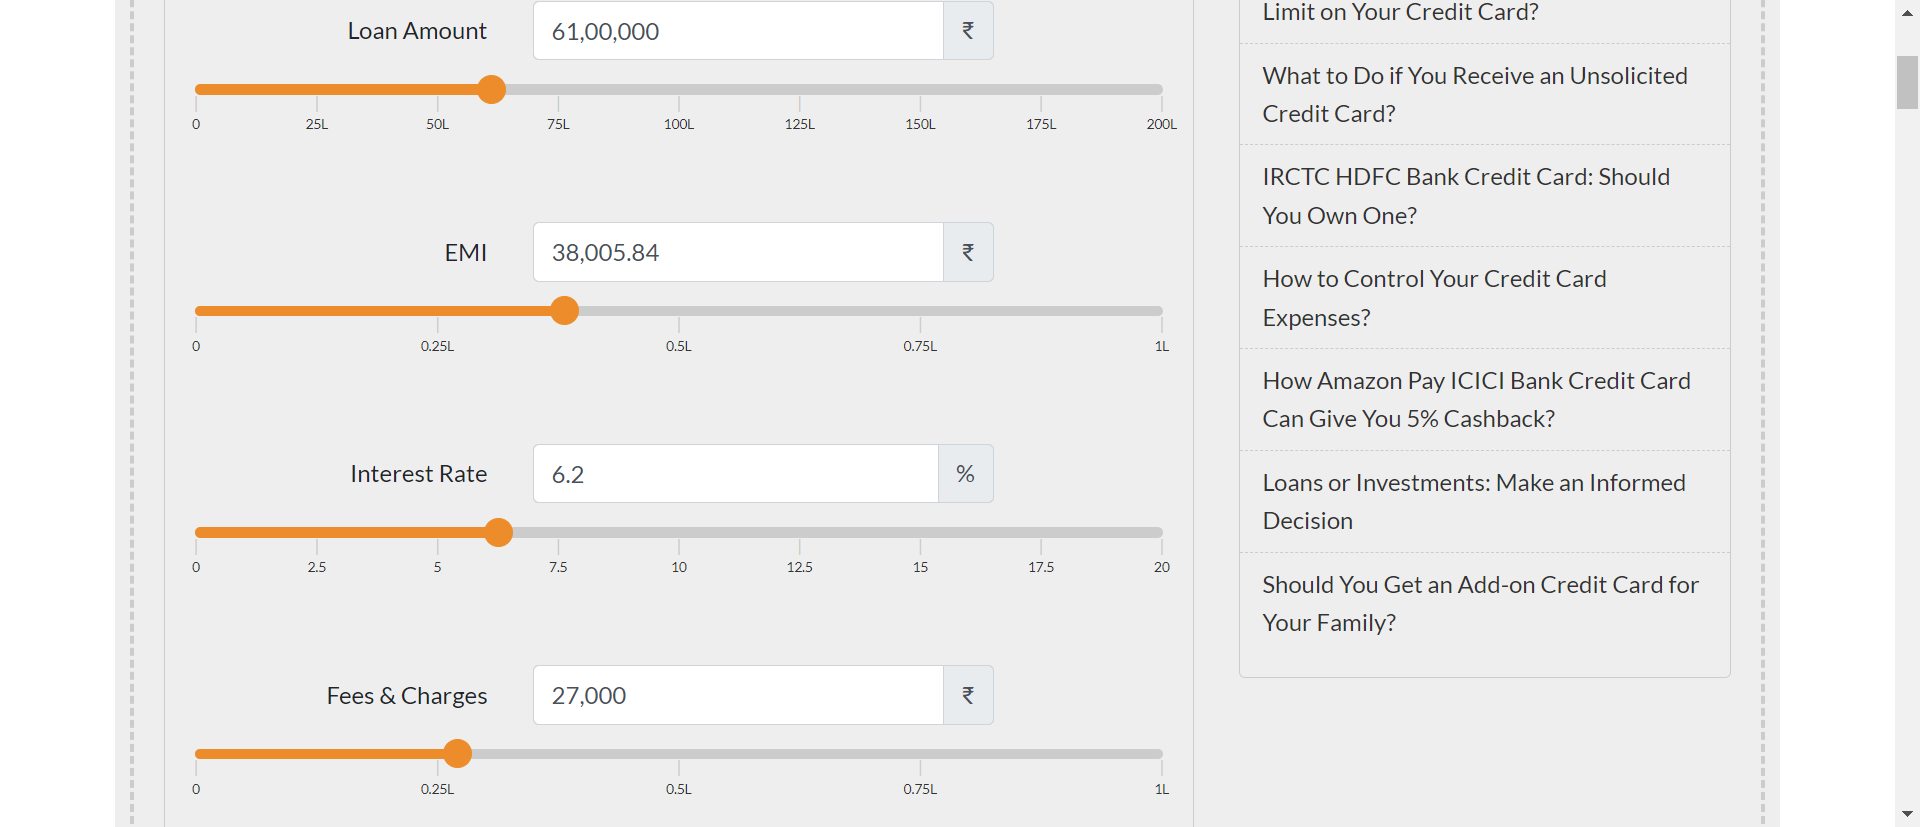 Loan Amount 61,00,000 ₹
0 25L 50L 75L 100L 125L 150L 175L 200L
EMI 38,005.84 ₹
0 0.25L 0.5L 0.75L 1L
Interest Rate 6.2 %
0 2.5 5 7.5 10 12.5 15 17.5 20
Fees & Charges 27,000 ₹
0 0.25L 0.5L 0.75L 1L
Limit on Your Credit Card?
What to Do if You Receive an Unsolicited
Credit Card?
IRCTC HDFC Bank Credit Card: Should
You Own One?
How to Control Your Credit Card
Expenses?
How Amazon Pay ICICI Bank Credit Card
Can Give You 5% Cashback?
Loans or Investments: Make an Informed
Decision
Should You Get an Add-on Credit Card for
Your Family?